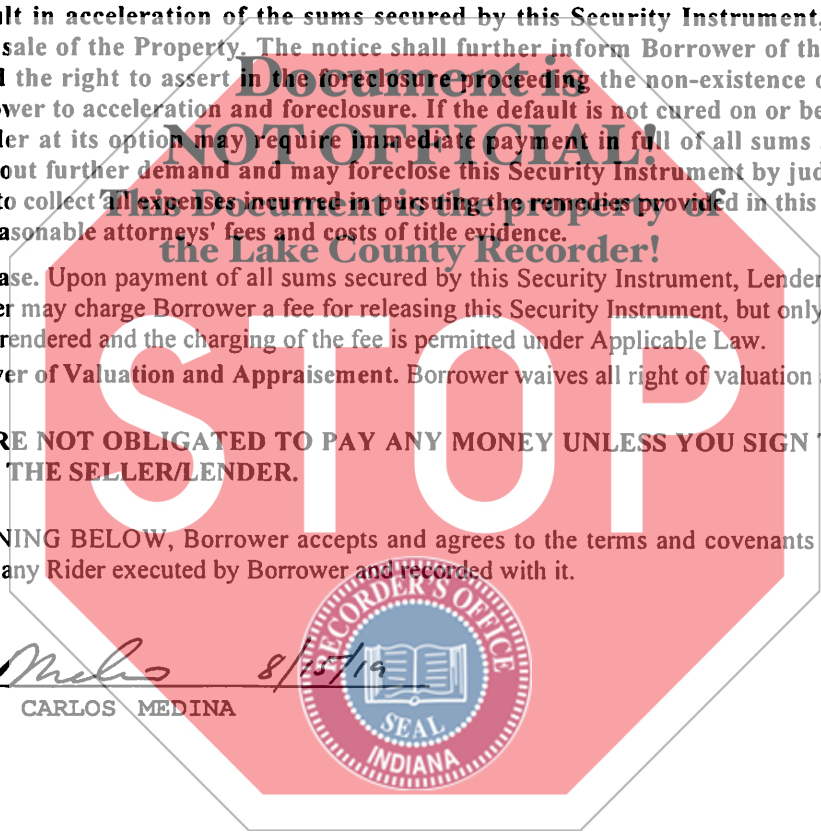 lt in acceleration of the sums secured by this Security Instrument,
sale of the Property. The notice shall further inform Borrower of th
the right to assert in the foreclosure proceeding the non-existence o
wer to acceleration and foreclosure. If the default is not cured on or be
er at its option may require immediate payment in full of all sums
out further demand and may foreclose this Security Instrument by jud
to collect all expenses incurred in pursuing the remedies provided in this
asonable attorneys' fees and costs of title evidence.
Document is
NOT OFFICIAL!
This Document is the property of
the Lake County Recorder!
ase. Upon payment of all sums secured by this Security Instrument, Lender
er may charge Borrower a fee for releasing this Security Instrument, but only
rendered and the charging of the fee is permitted under Applicable Law.
er of Valuation and Appraisement. Borrower waives all right of valuation
STOP
RE NOT OBLIGATED TO PAY ANY MONEY UNLESS YOU SIGN
THE SELLER/LENDER.
NING BELOW, Borrower accepts and agrees to the terms and covenants
any Rider executed by Borrower and recorded with it.
8/15/19
CARLOS MEDINA
RECORDER'S OFFICE
SEAL
INDIANA